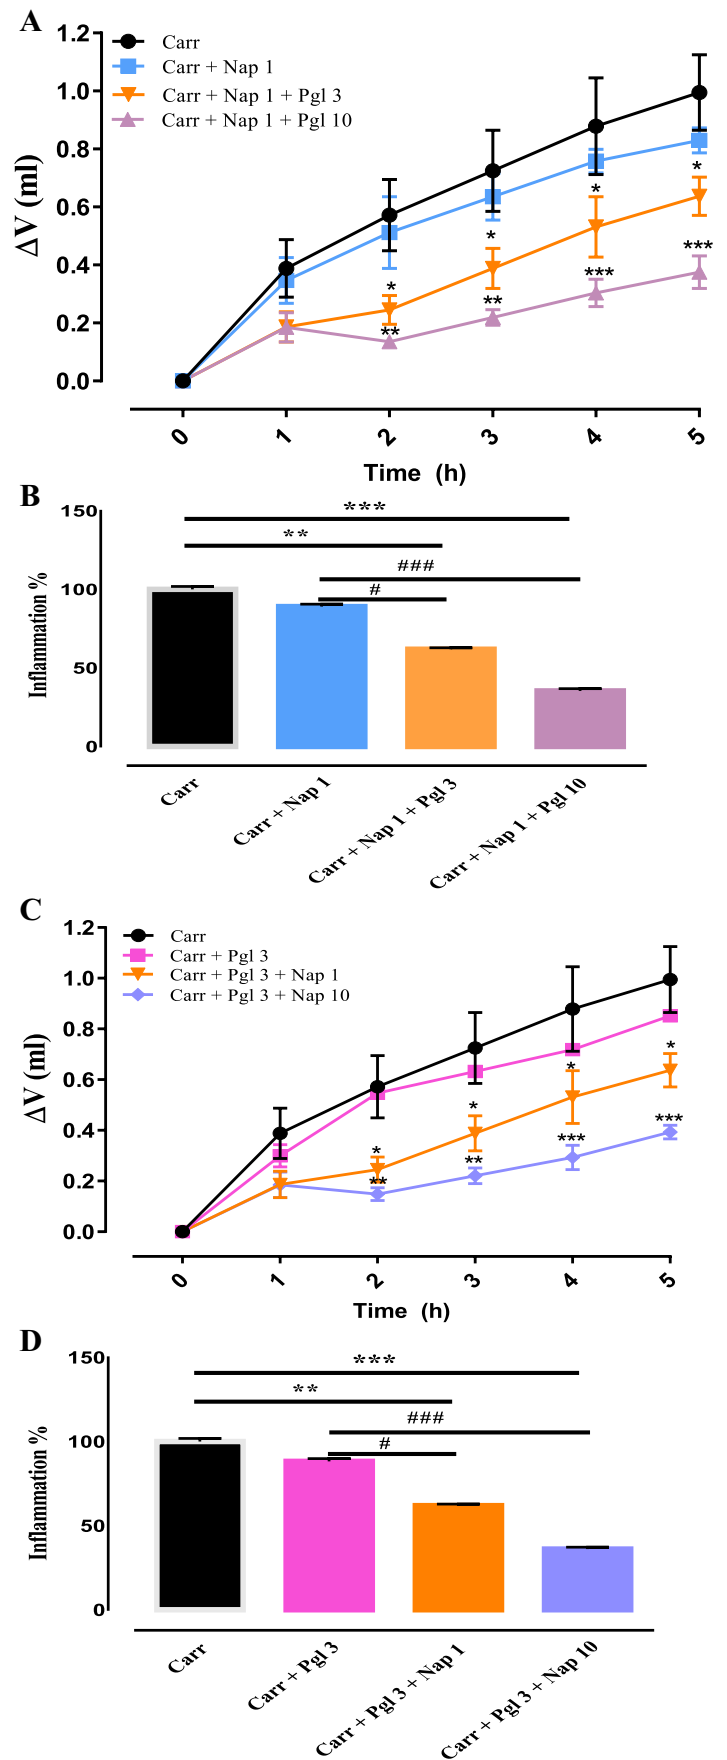 A
ΔV (ml)
1.2
1.0
0.8
0.6
0.4
0.2
0.0
Carr
Carr + Nap 1
Carr + Nap 1 + Pgl 3
Carr + Nap 1 + Pgl 10
*
*
*
***
*
***
**
**
0 1 2 3 4 5
Time (h)
B
Inflammation %
150
100
50
0
***
**
###
#
Carr
Carr + Nap 1
Carr + Nap 1 + Pgl 3
Carr + Nap 1 + Pgl 10
C
ΔV (ml)
1.2
1.0
0.8
0.6
0.4
0.2
0.0
Carr
Carr + Pgl 3
Carr + Pgl 3 + Nap 1
Carr + Pgl 3 + Nap 10
*
*
*
***
***
*
**
**
0 1 2 3 4 5
Time (h)
D
Inflammation %
150
100
50
0
***
**
###
#
Carr
Carr + Pgl 3
Carr + Pgl 3 + Nap 1
Carr + Pgl 3 + Nap 10